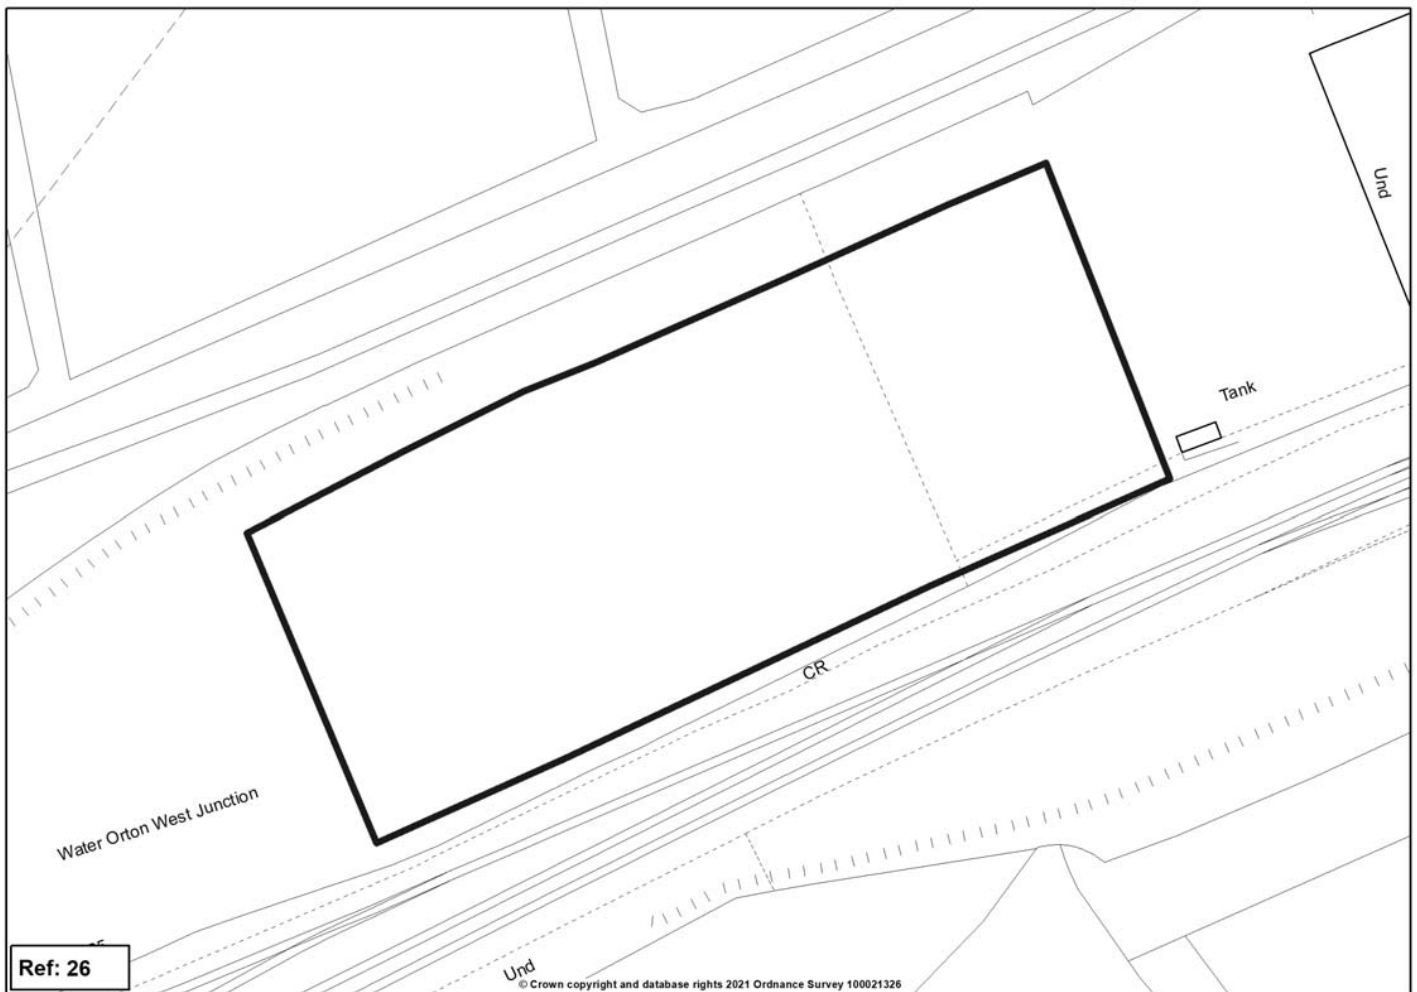 Und
Tank
CR
Water Orton West Junction
Ref: 26
Und
© Crown copyright and database rights 2021 Ordnance Survey 100021326